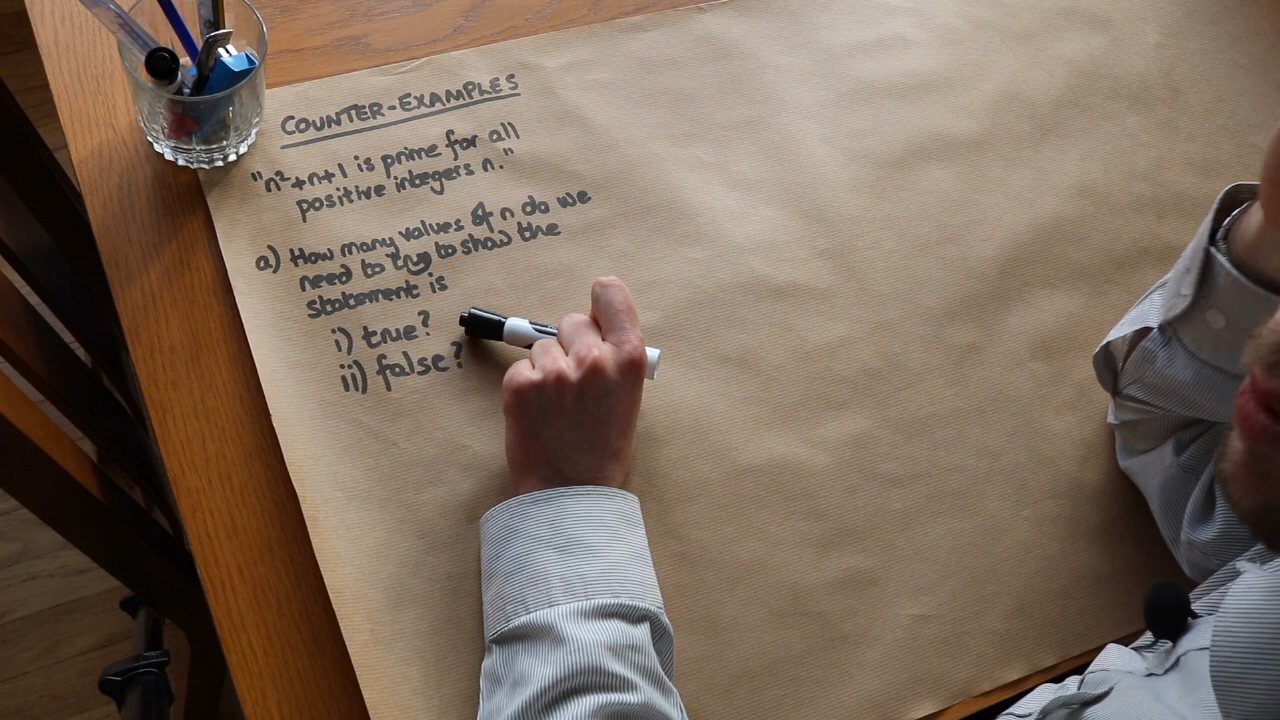 COUNTER-EXAMPLES
"n²+n+1 is prime for all
positive integers n."
a) How many values of n do we
need to try to show the
statement is
i) true?
ii) false?